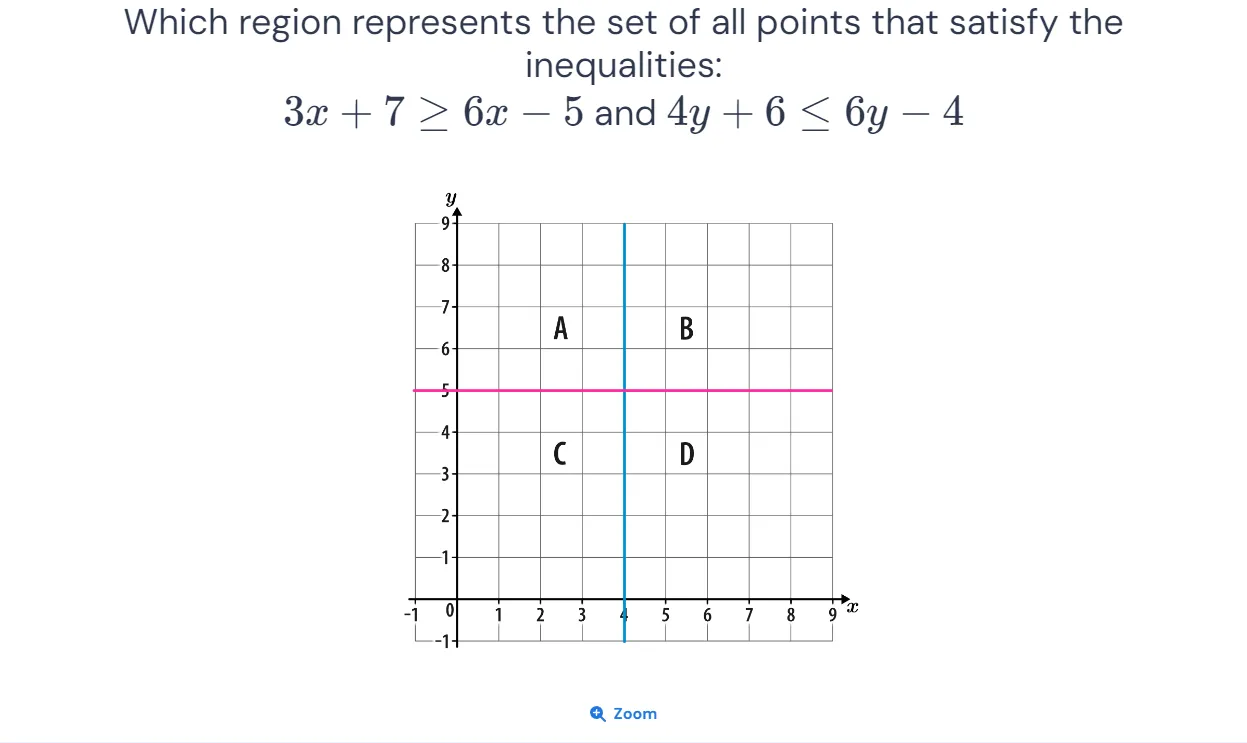 Which region represents the set of all points that satisfy the
inequalities:
3x + 7 ≥ 6x − 5 and 4y + 6 ≤ 6y − 4
y
9
8
7
A B
6
5
4
C D
3
2
1
-1 0 1 2 3 4 5 6 7 8 9 x
-1
Zoom